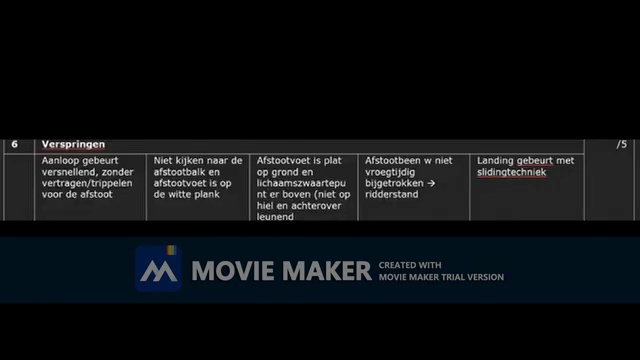 6 Verspringen /5
Aanloop gebeurt
versnellend, zonder
vertragen/trippelen
voor de afstoot
Niet kijken naar de
afstootbalk en
afstootvoet is op
de witte plank
Afstootvoet is plat
op grond en
lichaamszwaartepu
nt er boven (niet op
hiel en achterover
leunend
Afstootbeen w niet
vroegtijdig
bijgetrokken →
ridderstand
Landing gebeurt met
slidingtechniek
MOVIE MAKER
CREATED WITH
MOVIE MAKER TRIAL VERSION